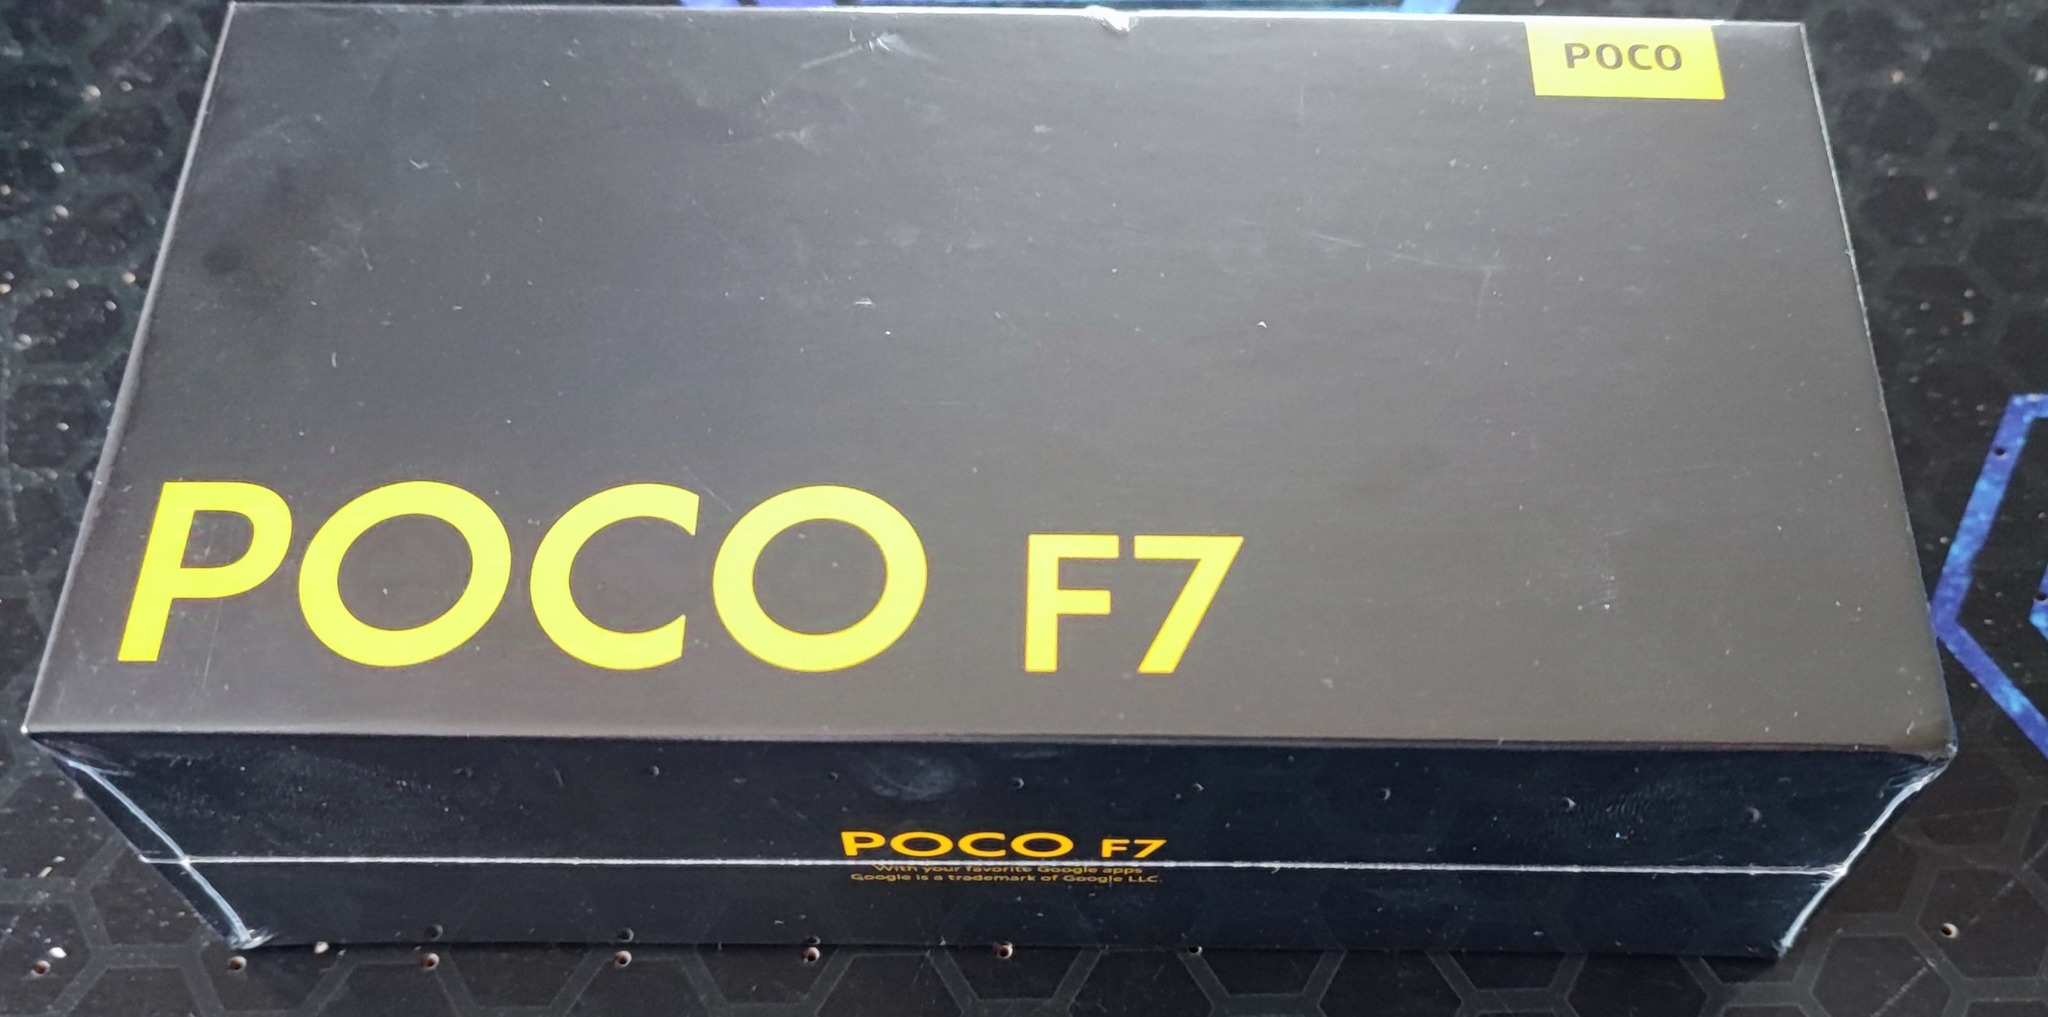 POCO
POCO F7
POCO F7
With your favorite Google apps
Google is a trademark of Google LLC.